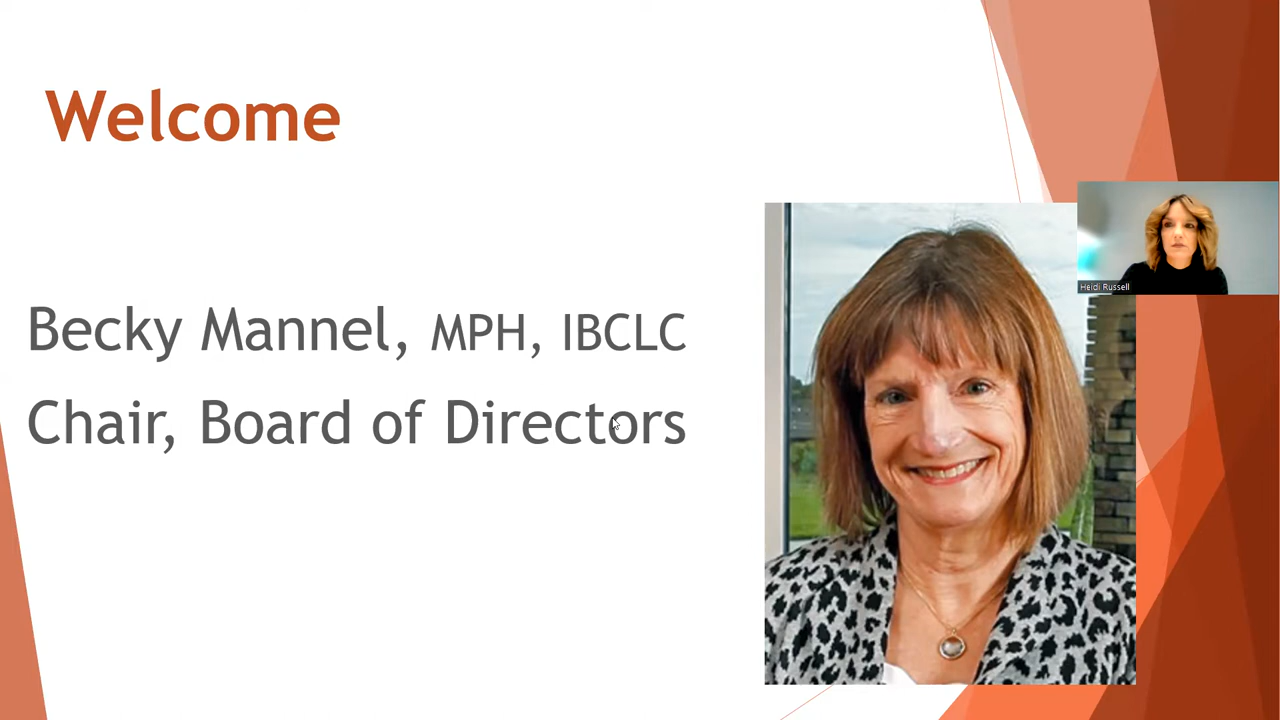 Welcome
Becky Mannel, MPH, IBCLC
Chair, Board of Directors
Heidi Russell